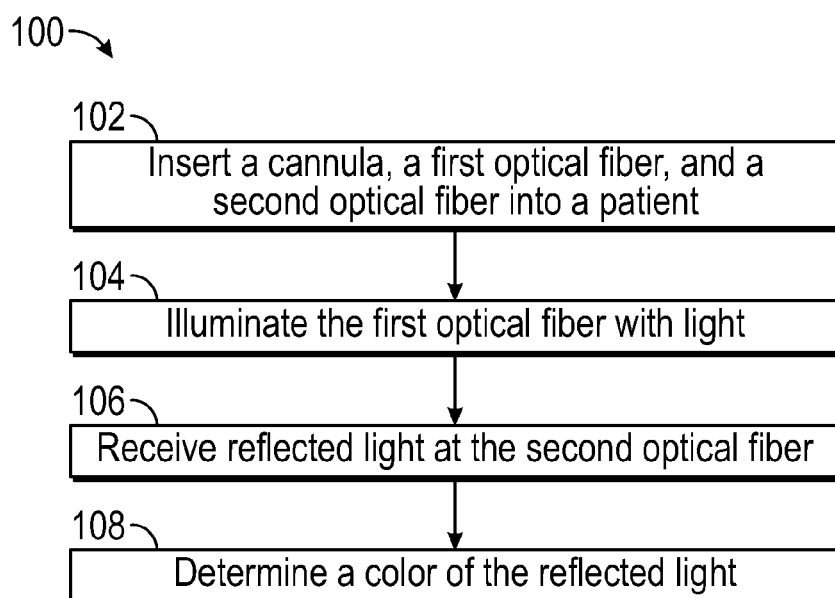 100
102
Insert a cannula, a first optical fiber, and a
second optical fiber into a patient
104
Illuminate the first optical fiber with light
106
Receive reflected light at the second optical fiber
108
Determine a color of the reflected light